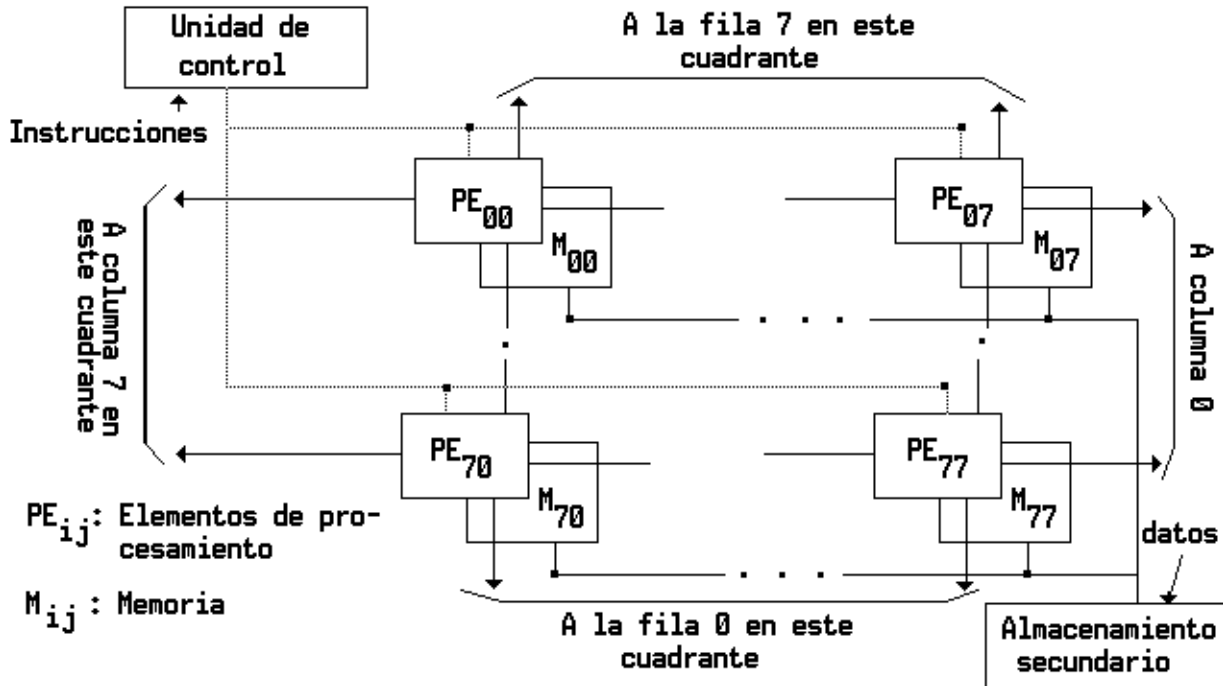 Unidad de
control
A la fila 7 en este
cuadrante
Instrucciones
PE00
M00
PE07
M07
A columna 7 en
este cuadrante
A columna 0
PE70
M70
PE77
M77
PEij: Elementos de pro-
cesamiento
Mij : Memoria
datos
A la fila 0 en este
cuadrante
Almacenamiento
secundario